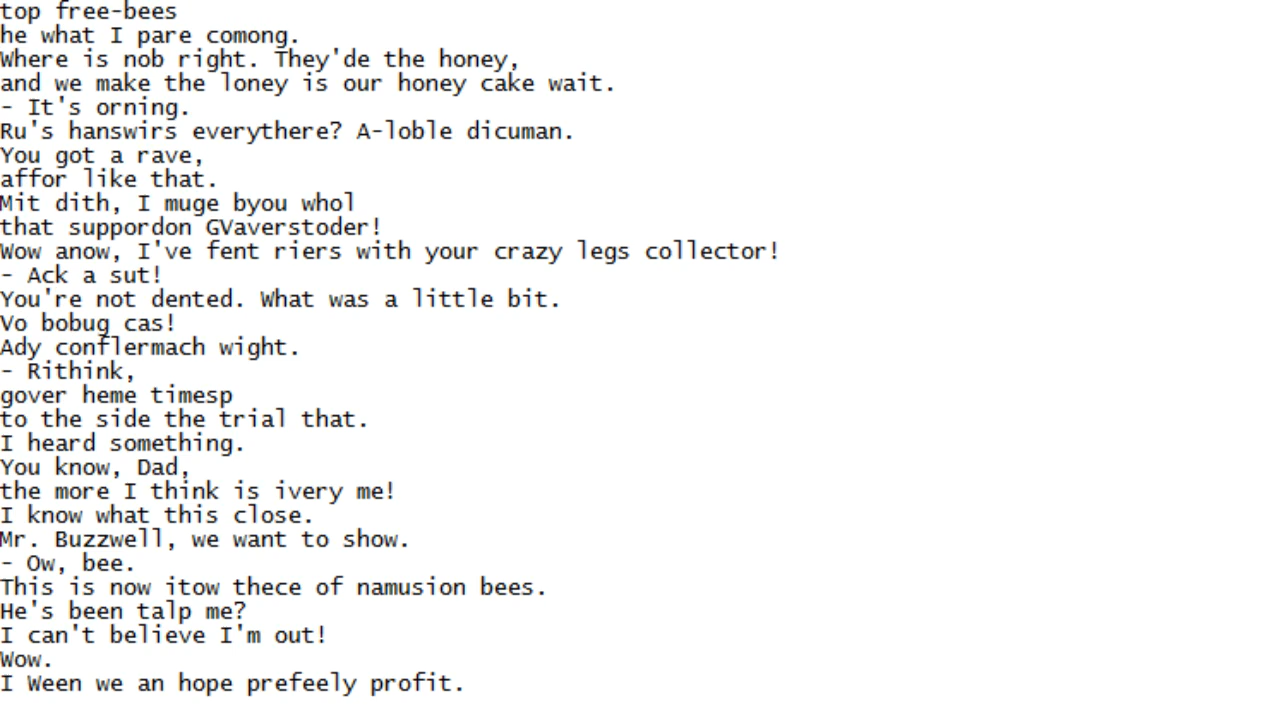 top free-bees
he what I pare comong.
Where is nob right. They'de the honey,
and we make the loney is our honey cake wait.
- It's orning.
Ru's hanswirs everythere? A-loble dicuman.
You got a rave,
affor like that.
Mit dith, I muge byou whol
that suppordon GVaverstoder!
Wow anow, I've fent riers with your crazy legs collector!
- Ack a sut!
You're not dented. What was a little bit.
Vo bobug cas!
Ady conflermach wight.
- Rithink,
gover heme timesp
to the side the trial that.
I heard something.
You know, Dad,
the more I think is ivery me!
I know what this close.
Mr. Buzzwell, we want to show.
- Ow, bee.
This is now itow thece of namusion bees.
He's been talp me?
I can't believe I'm out!
Wow.
I Ween we an hope prefeely profit.